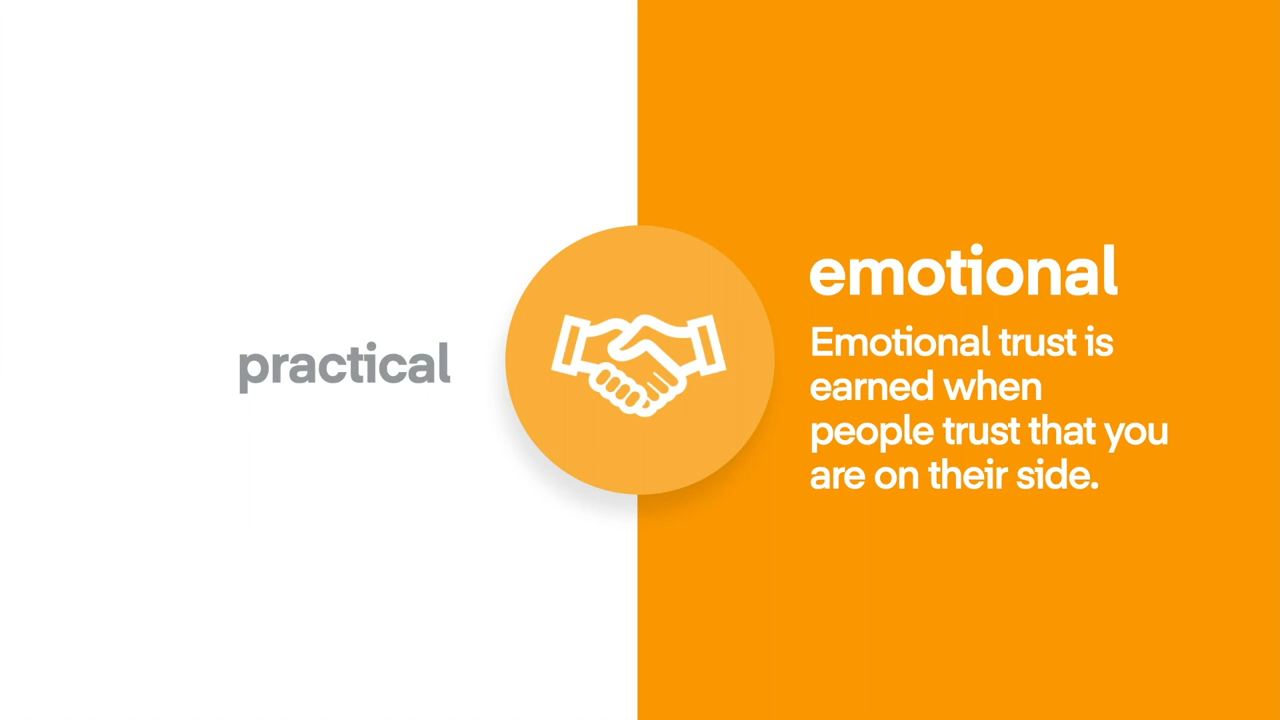 practical
emotional
Emotional trust is
earned when
people trust that you
are on their side.